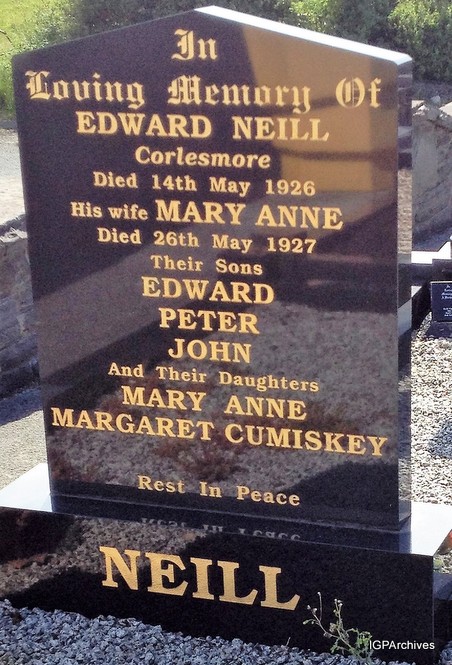 In
Loving Memory Of
EDWARD NEILL
Corlesmore
Died 14th May 1926
His wife MARY ANNE
Died 26th May 1927
Their Sons
EDWARD
PETER
JOHN
And Their Daughters
MARY ANNE
MARGARET CUMISKEY
Rest In Peace
NEILL
IGPArchives